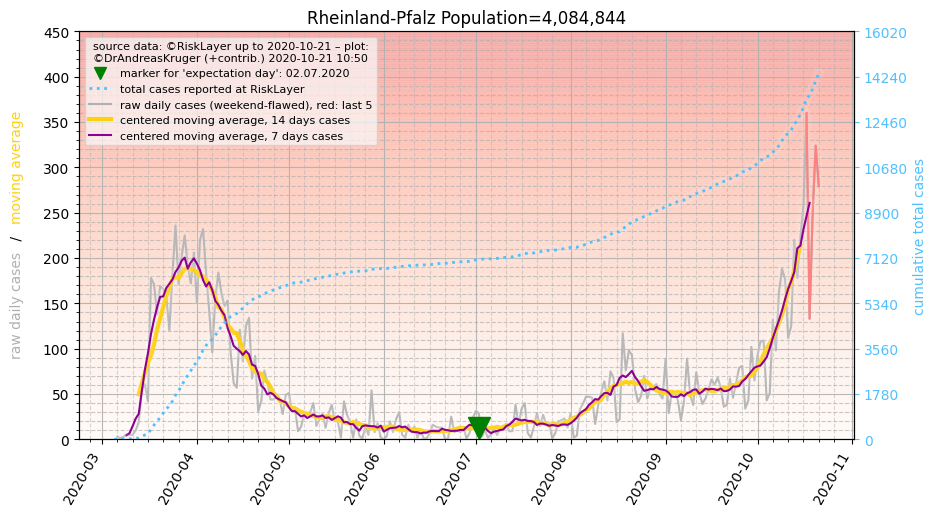 Rheinland-Pfalz Population=4,084,844
source data: ©RiskLayer up to 2020-10-21 – plot:
©DrAndreasKruger (+contrib.) 2020-10-21 10:50
marker for 'expectation day': 02.07.2020
total cases reported at RiskLayer
raw daily cases (weekend-flawed), red: last 5
centered moving average, 14 days cases
centered moving average, 7 days cases
raw daily cases / moving average
450
400
350
300
250
200
150
100
50
0
16020
14240
12460
10680
8900
7120
5340
3560
1780
0
cumulative total cases
2020-03
2020-04
2020-05
2020-06
2020-07
2020-08
2020-09
2020-10
2020-11